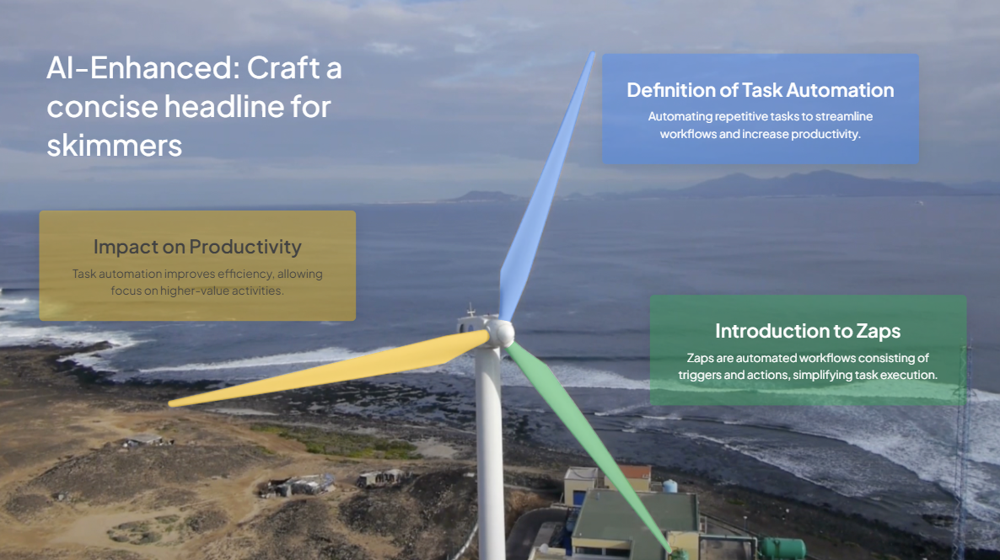 AI-Enhanced: Craft a
concise headline for
skimmers
Definition of Task Automation
Automating repetitive tasks to streamline
workflows and increase productivity.
Impact on Productivity
Task automation improves efficiency, allowing
focus on higher-value activities.
Introduction to Zaps
Zaps are automated workflows consisting of
triggers and actions, simplifying task execution.